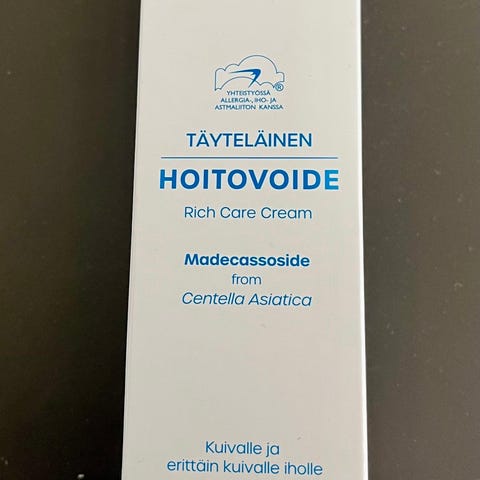 YHTEISTYÖSSÄ
ALLERGIA-, IHO- JA
ASTMALIITON KANSSA
®
TÄYTELÄINEN
HOITOVOIDE
Rich Care Cream
Madecassoside
from
Centella Asiatica
Kuivalle ja
erittäin kuivalle iholle